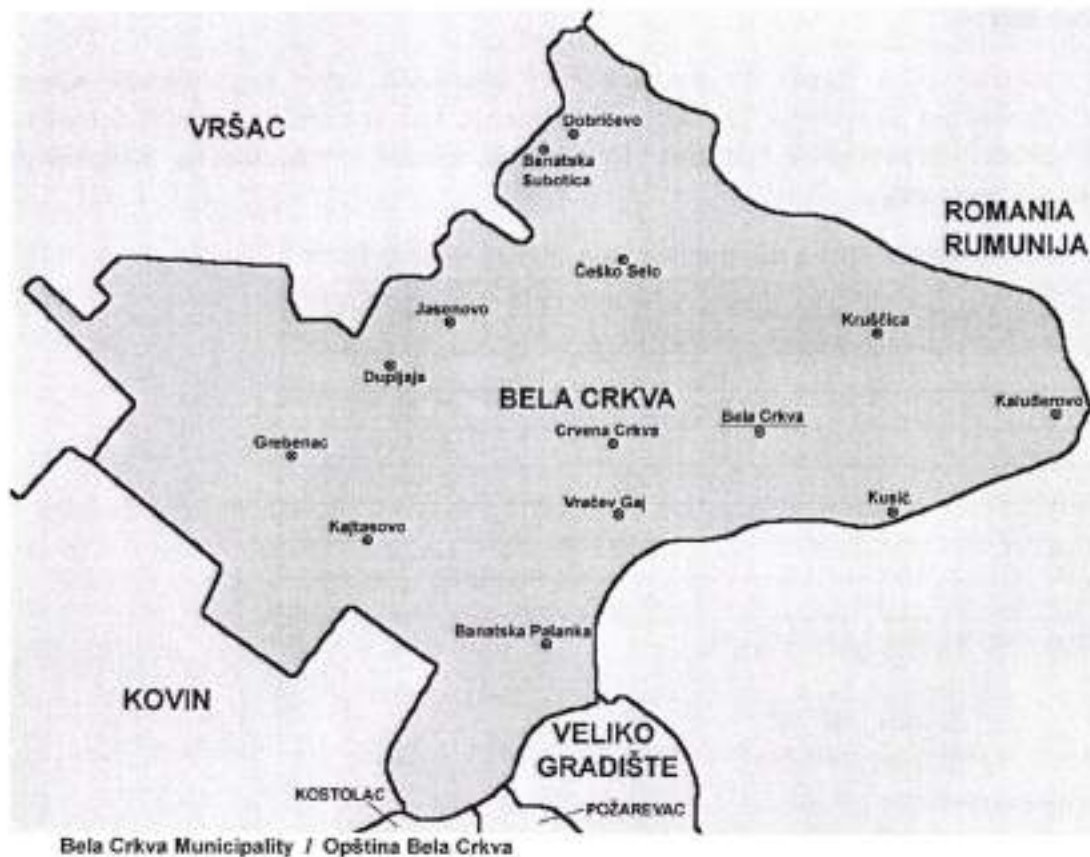 VRŠAC
Dobričevo
Banatska
Subotica
ROMANIA
RUMUNIJA
Češko Selo
Jasenovo
Kruščica
Dupljaja
BELA CRKVA
Bela Crkva
Kaluđerovo
Crvena Crkva
Grebenac
Vračev Gaj
Kusić
Kajtasovo
Banatska Palanka
KOVIN
VELIKO
GRADIŠTE
KOSTOLAC
POŽAREVAC
Bela Crkva Municipality / Opština Bela Crkva